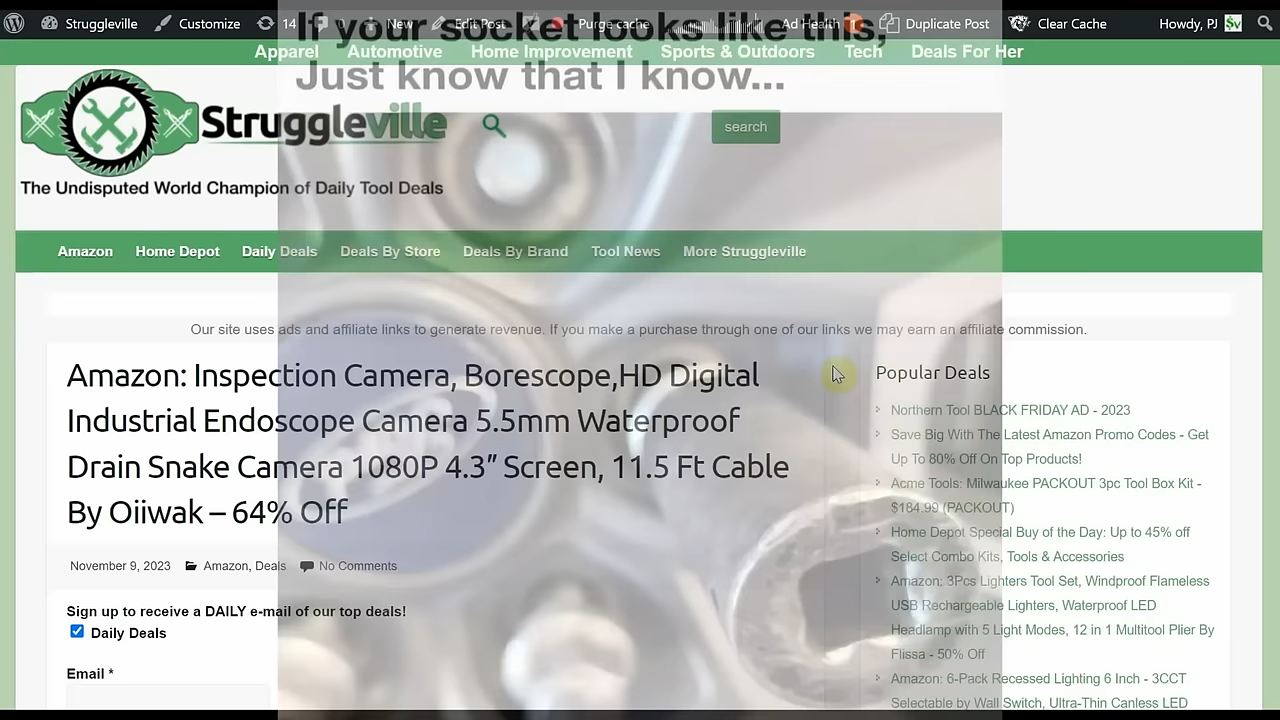 Struggleville
Customize
14
New
Edit Post
Purge cache
Ad Health
Duplicate Post
Clear Cache
Howdy, PJ
If your socket looks like this,
Just know that I know...
Apparel
Automotive
Home Improvement
Sports & Outdoors
Tech
Deals For Her
Struggleville
The Undisputed World Champion of Daily Tool Deals
search
Amazon
Home Depot
Daily Deals
Deals By Store
Deals By Brand
Tool News
More Struggleville
Our site uses ads and affiliate links to generate revenue. If you make a purchase through one of our links we may earn an affiliate commission.
Amazon: Inspection Camera, Borescope,HD Digital
Industrial Endoscope Camera 5.5mm Waterproof
Drain Snake Camera 1080P 4.3” Screen, 11.5 Ft Cable
By Oiiwak – 64% Off
November 9, 2023
Amazon, Deals
No Comments
Sign up to receive a DAILY e-mail of our top deals!
Daily Deals
Email *
Popular Deals
Northern Tool BLACK FRIDAY AD - 2023
Save Big With The Latest Amazon Promo Codes - Get
Up To 80% Off On Top Products!
Acme Tools: Milwaukee PACKOUT 3pc Tool Box Kit -
$184.99 (PACKOUT)
Home Depot Special Buy of the Day: Up to 45% off
Select Combo Kits, Tools & Accessories
Amazon: 3Pcs Lighters Tool Set, Windproof Flameless
USB Rechargeable Lighters, Waterproof LED
Headlamp with 5 Light Modes, 12 in 1 Multitool Plier By
Flissa - 50% Off
Amazon: 6-Pack Recessed Lighting 6 Inch - 3CCT
Selectable by Wall Switch, Ultra-Thin Canless LED